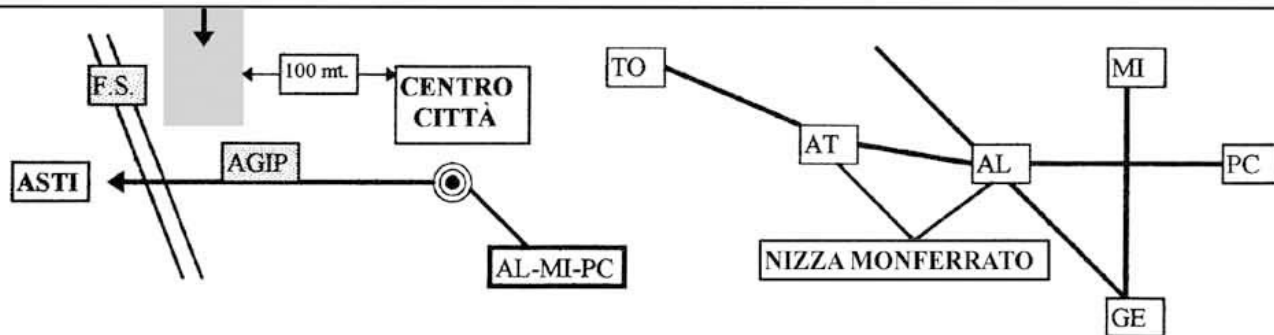 F.S.
100 mt.
CENTRO
CITTÀ
AGIP
ASTI
AL-MI-PC
TO
MI
AT
AL
PC
NIZZA MONFERRATO
GE